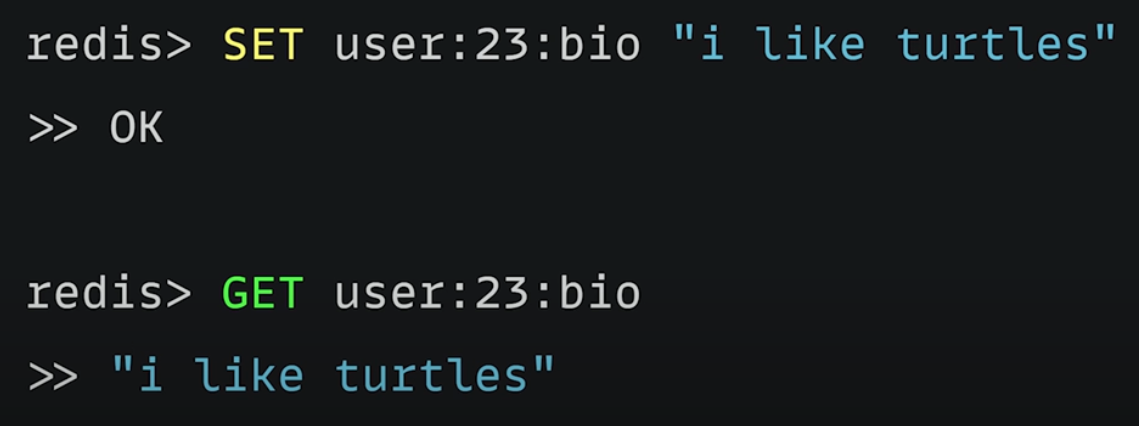 redis> SET user:23:bio "i like turtles"
>> OK
redis> GET user:23:bio
>> "i like turtles"